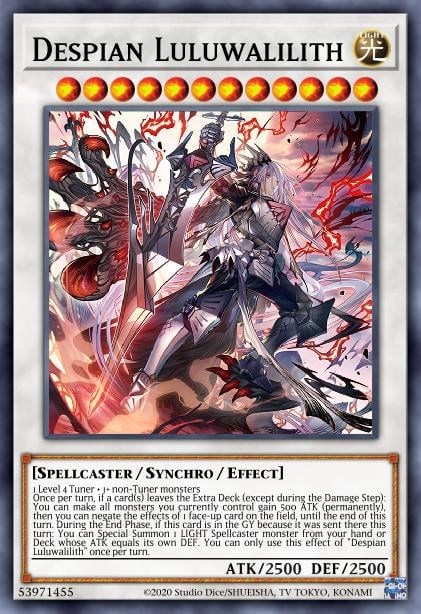 DESPIAN LULUWALILITH
LIGHT
光
[SPELLCASTER / SYNCHRO / EFFECT]
1 Level 4 Tuner + 1+ non-Tuner monsters
Once per turn, if a card(s) leaves the Extra Deck (except during the Damage Step):
You can make all monsters you currently control gain 500 ATK (permanently),
then you can negate the effects of 1 face-up card on the field, until the end of this
turn. During the End Phase, if this card is in the GY because it was sent there this
turn: You can Special Summon 1 LIGHT Spellcaster monster from your hand or
Deck whose ATK equals its own DEF. You can only use this effect of "Despian
Luluwalilith" once per turn.
ATK/2500 DEF/2500
53971455
©2020 Studio Dice/SHUEISHA, TV TOKYO, KONAMI